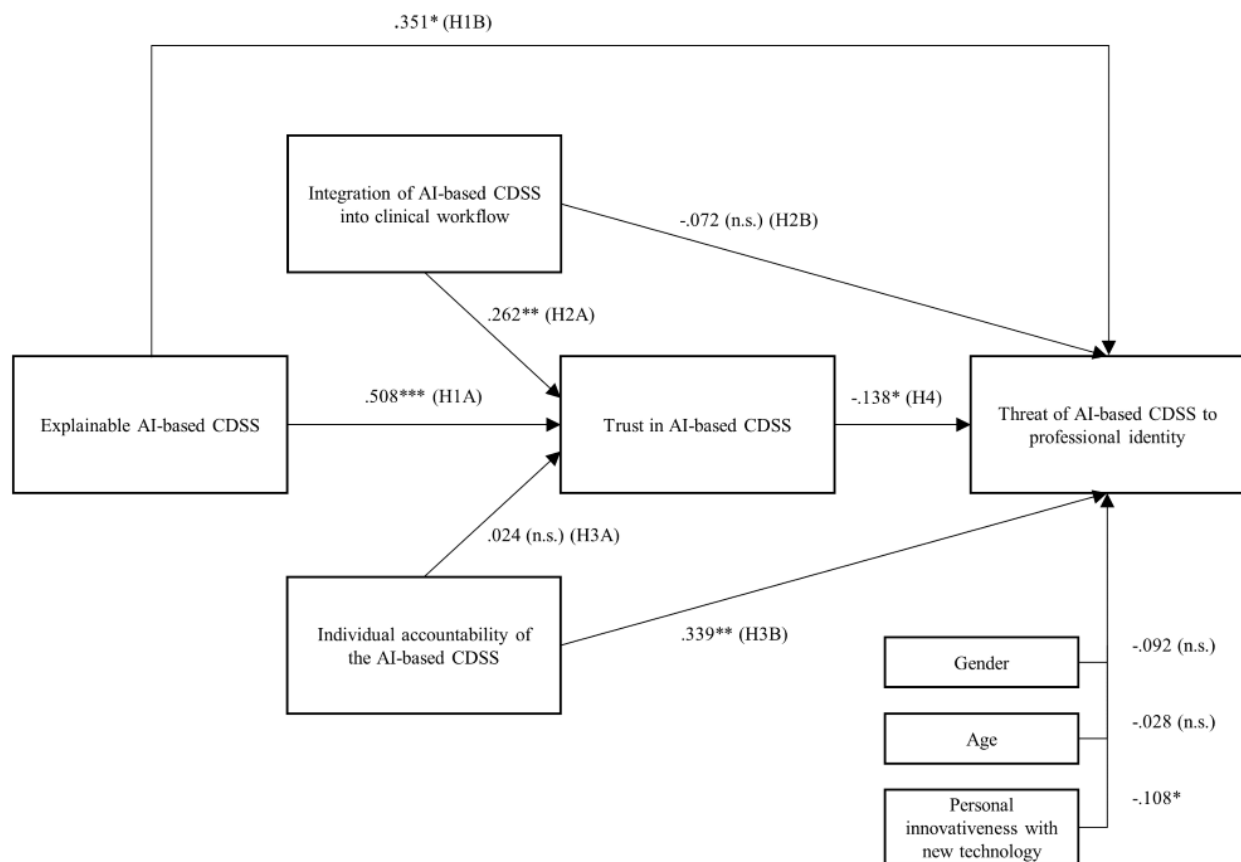 .351* (H1B)
Integration of AI-based CDSS
into clinical workflow
-.072 (n.s.) (H2B)
.262** (H2A)
Explainable AI-based CDSS
.508*** (H1A)
Trust in AI-based CDSS
-.138* (H4)
Threat of AI-based CDSS to
professional identity
.024 (n.s.) (H3A)
Individual accountability of
the AI-based CDSS
.339** (H3B)
Gender
-.092 (n.s.)
Age
-.028 (n.s.)
Personal
innovativeness with
new technology
-.108*